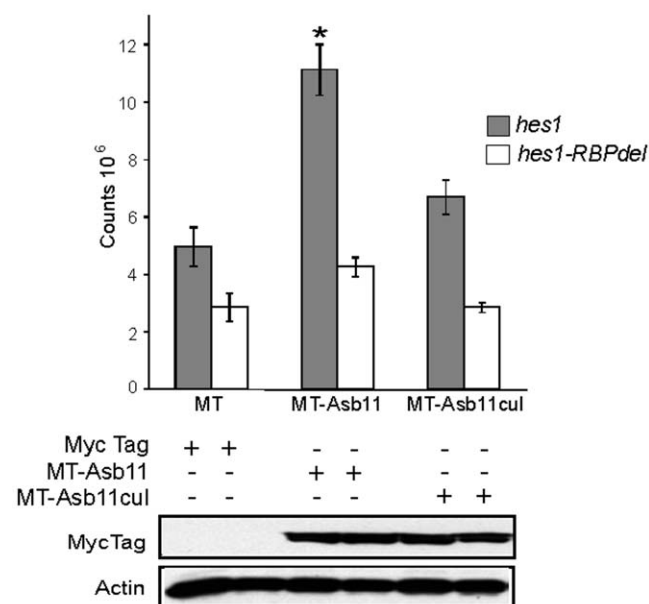 *
12
10
8
6
4
2
0
Counts 10 6
hes1
hes1-RBPdel
MT MT-Asb11 MT-Asb11cul
Myc Tag + + - - - -
MT-Asb11 - - + + - -
MT-Asb11cul - - - - + +
MycTag
Actin